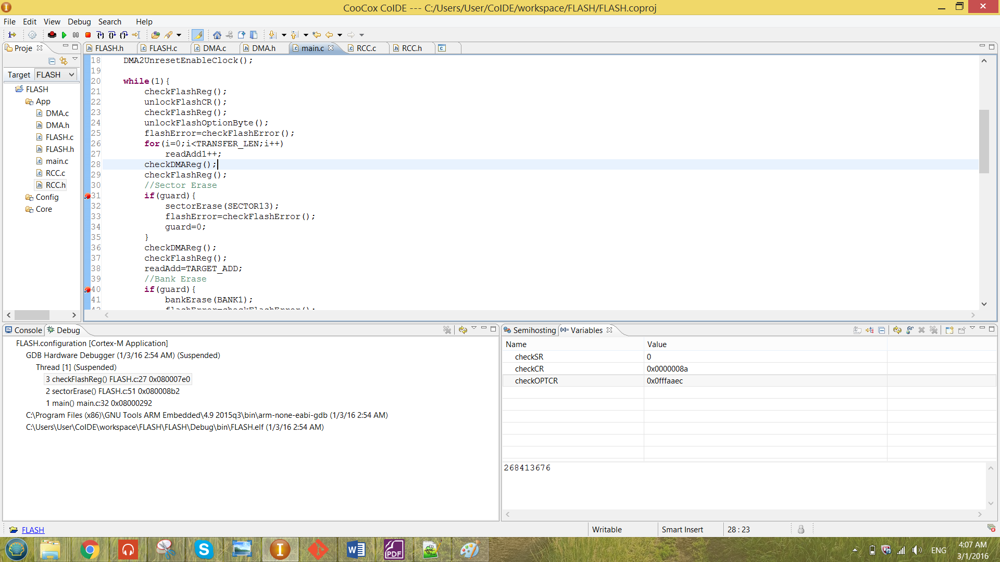 CooCox CoIDE --- C:/Users/User/CoIDE/workspace/FLASH/FLASH.coproj
File Edit View Debug Search Help
Proje
FLASH.h FLASH.c DMA.c DMA.h main.c RCC.c RCC.h
Target FLASH
FLASH
App
DMA.c
DMA.h
FLASH.c
FLASH.h
main.c
RCC.c
RCC.h
Config
Core
18 DMA2UnresetEnableClock();
19
20 while(1){
21 checkFlashReg();
22 unlockFlashCR();
23 checkFlashReg();
24 unlockFlashOptionByte();
25 flashError=checkFlashError();
26 for(i=0;i<TRANSFER_LEN;i++)
27 readAdd1++;
28 checkDMAReg();
29 checkFlashReg();
30 //Sector Erase
31 if(guard){
32 sectorErase(SECTOR13);
33 flashError=checkFlashError();
34 guard=0;
35 }
36 checkDMAReg();
37 checkFlashReg();
38 readAdd=TARGET_ADD;
39 //Bank Erase
40 if(guard){
41 bankErase(BANK1);
42 flashError=checkFlashError();
Console Debug
FLASH.configuration [Cortex-M Application]
GDB Hardware Debugger (1/3/16 2:54 AM) (Suspended)
Thread [1] (Suspended)
3 checkFlashReg() FLASH.c:27 0x080007e0
2 sectorErase() FLASH.c:51 0x080008b2
1 main() main.c:32 0x08000292
C:\Program Files (x86)\GNU Tools ARM Embedded\4.9 2015q3\bin\arm-none-eabi-gdb (1/3/16 2:54 AM)
C:\Users\User\CoIDE\workspace\FLASH\FLASH\Debug\bin\FLASH.elf (1/3/16 2:54 AM)
Semihosting (x)= Variables
Name Value
checkSR 0
checkCR 0x0000008a
checkOPTCR 0x0fffaaec
268413676
FLASH
Writable Smart Insert 28 : 23
ENG
4:07 AM
3/1/2016